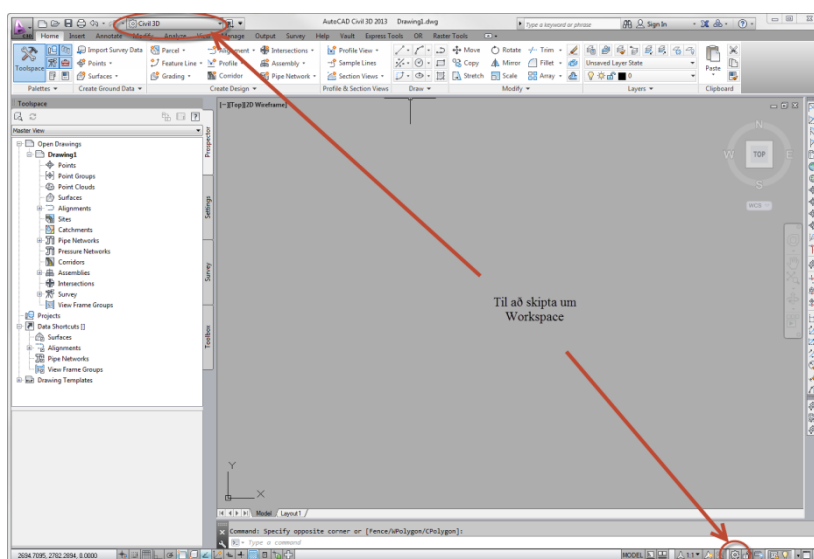 Civil 3D
AutoCAD Civil 3D 2013 Drawing1.dwg
Type a keyword or phrase
Sign In
Home Insert Annotate Modify Analyze Manage Output Survey Help Vault Express Tools OR Raster Tools
Import Survey Data Parcel Alignment Intersections Profile View Move Rotate Trim Unsaved Layer State
Toolspace Points Feature Line Profile Assembly Sample Lines Copy Mirror Fillet Paste
Surfaces Grading Corridor Pipe Network Section Views Stretch Scale Array 0
Palettes Create Ground Data Create Design Profile & Section Views Draw Modify Layers Clipboard
Toolspace
[−][Top][2D Wireframe]
Master View
Prospector
Settings
Survey
Toolbox
Open Drawings
Drawing1
Points
Point Groups
Point Clouds
Surfaces
Alignments
Sites
Catchments
Pipe Networks
Pressure Networks
Corridors
Assemblies
Intersections
Survey
View Frame Groups
Projects
Data Shortcuts []
Surfaces
Alignments
Pipe Networks
View Frame Groups
Drawing Templates
N
W TOP E
S
WCS
Til að skipta um
Workspace
Y
X
Model Layout1
Command: Specify opposite corner or [Fence/WPolygon/CPolygon]:
Type a command
2694.7095, 2782.2894, 0.0000
MODEL
1:1